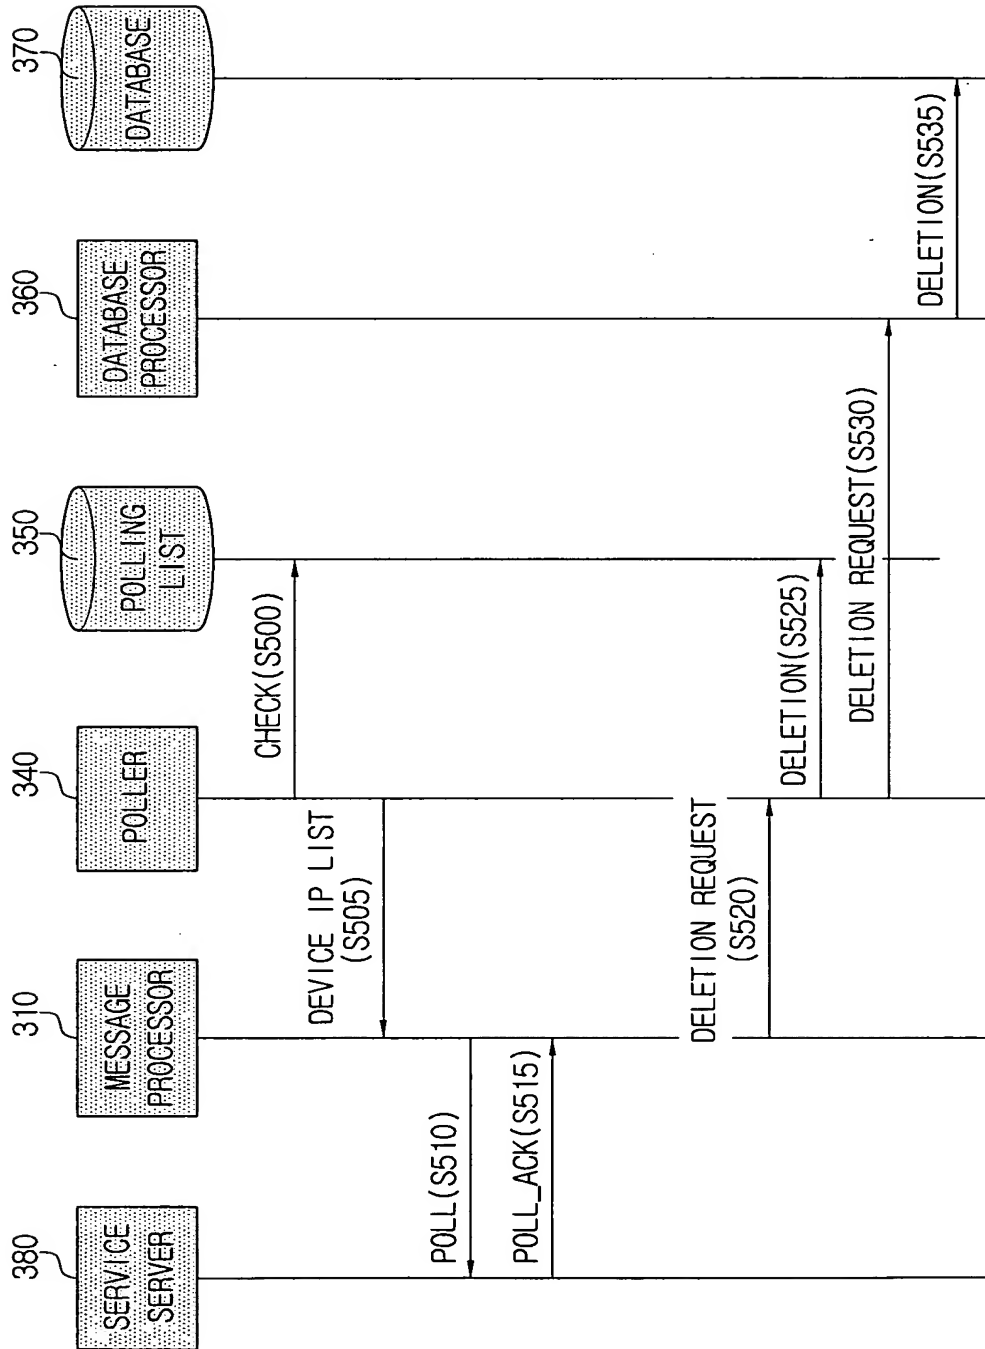 380
SERVICE
SERVER
310
MESSAGE
PROCESSOR
340
POLLER
350
POLLING
LIST
360
DATABASE
PROCESSOR
370
DATABASE
CHECK(S500)
DEVICE IP LIST
(S505)
POLL(S510)
POLL_ACK(S515)
DELETION REQUEST
(S520)
DELETION(S525)
DELETION REQUEST(S530)
DELETION(S535)